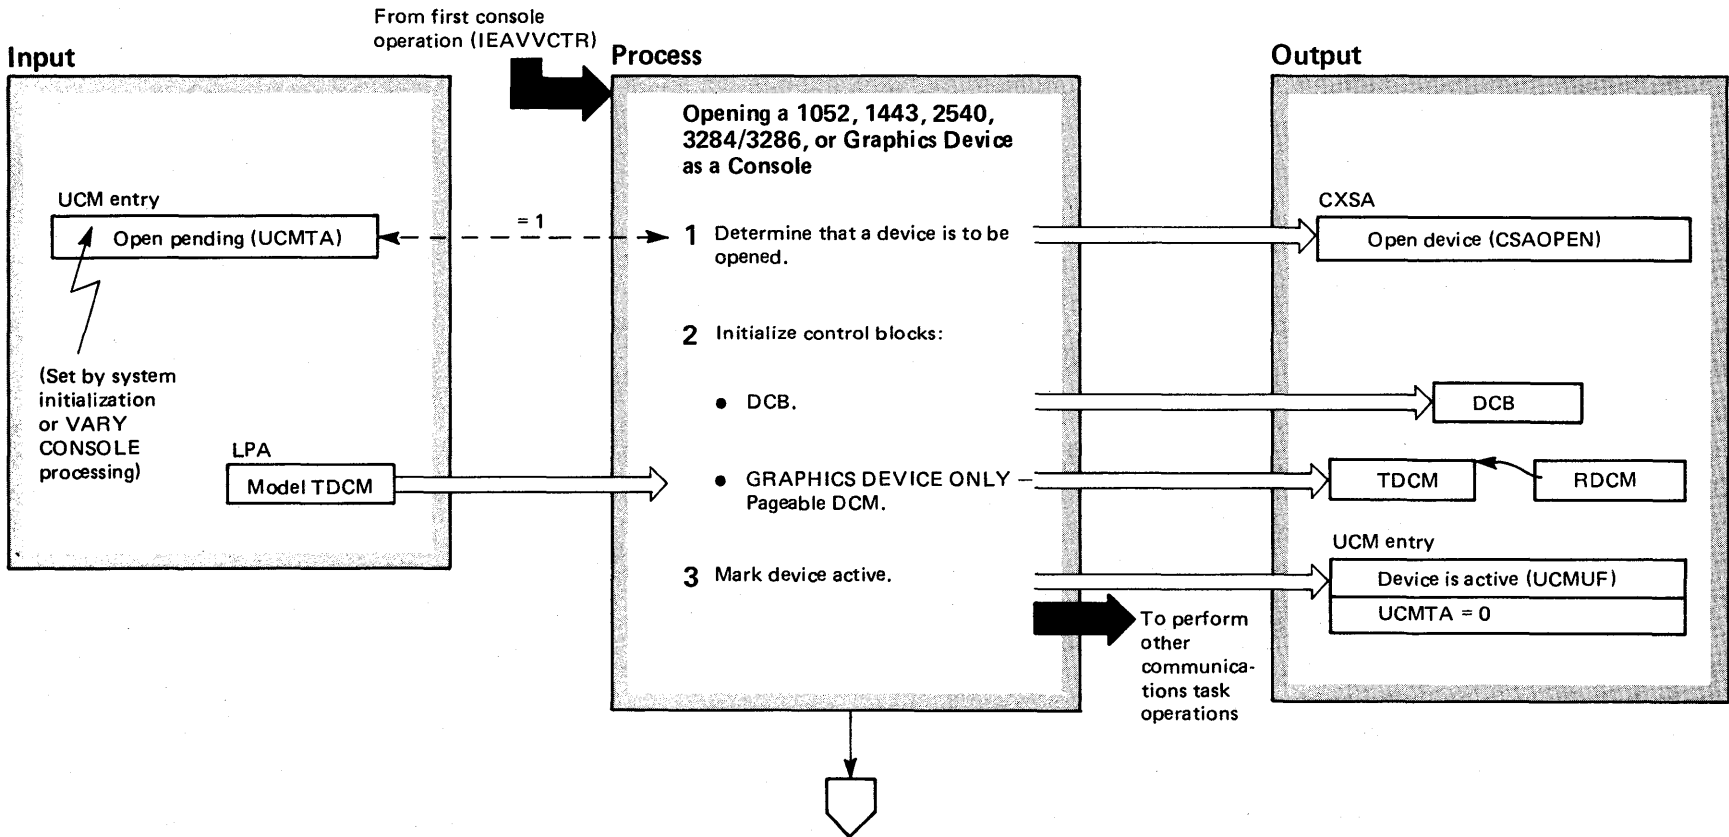 From first console
operation (IEAVVCTR)
Input
Process
Output
Opening a 1052, 1443, 2540,
3284/3286, or Graphics Device
as a Console
UCM entry
Open pending (UCMTA)
= 1
1 Determine that a device is to be
opened.
CXSA
Open device (CSAOPEN)
(Set by system
initialization
or VARY
CONSOLE
processing)
2 Initialize control blocks:
• DCB.
DCB
LPA
Model TDCM
• GRAPHICS DEVICE ONLY –
Pageable DCM.
TDCM
RDCM
3 Mark device active.
UCM entry
Device is active (UCMUF)
UCMTA = 0
To perform
other
communica-
tions task
operations